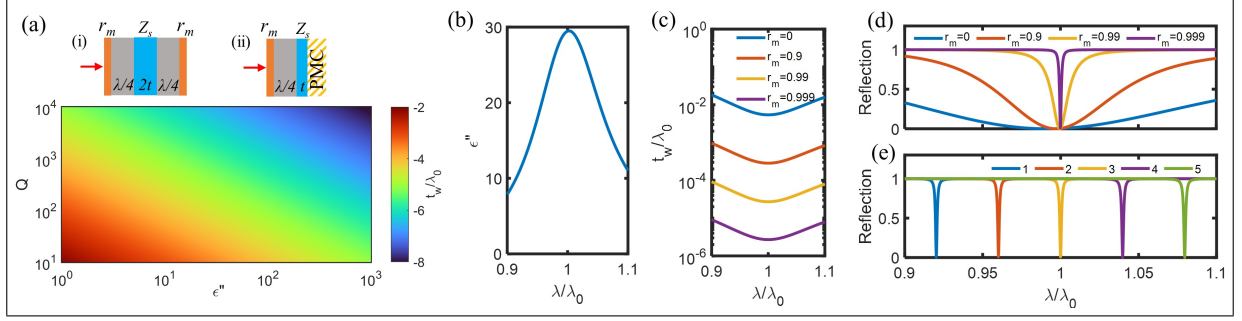 (a)
(i)
r_m
Z_s
r_m
λ/4
2t
λ/4
(ii)
r_m
Z_s
λ/4
t
PMC
Q
10^4
10^3
10^2
10^1
10^0
10^1
10^2
10^3
ε"
-2
-4
-6
-8
t_w/λ_0
(b)
ε"
30
20
10
0
0.9
1
1.1
λ/λ_0
(c)
t_w/λ_0
10^0
10^-2
10^-4
10^-6
r_m=0
r_m=0.9
r_m=0.99
r_m=0.999
0.9
1
1.1
λ/λ_0
(d)
Reflection
1
0.5
0
r_m=0 r_m=0.9 r_m=0.99 r_m=0.999
(e)
Reflection
1
0.5
0
1 2 3 4 5
0.9 0.95 1 1.05 1.1
λ/λ_0